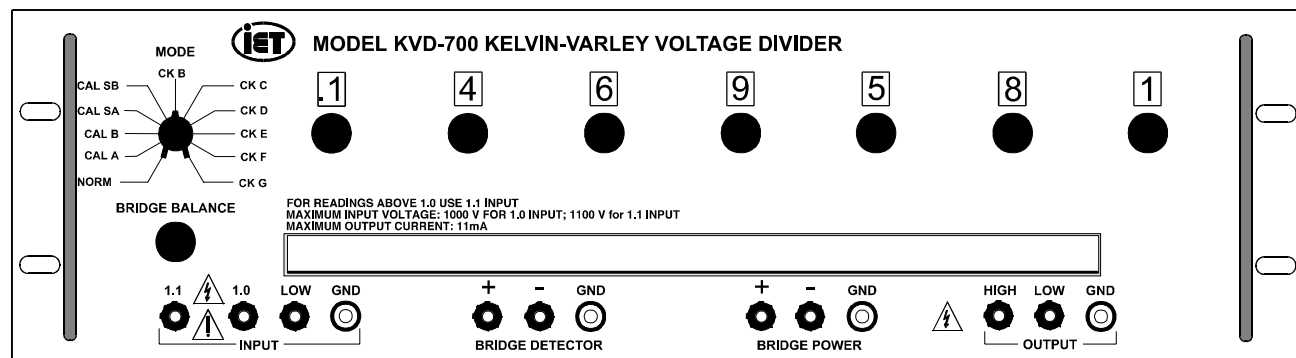 iET MODEL KVD-700 KELVIN-VARLEY VOLTAGE DIVIDER
MODE
CK B
CAL SB CK C
CAL SA CK D
CAL B CK E
CAL A CK F
NORM CK G
.1 4 6 9 5 8 1
BRIDGE BALANCE
FOR READINGS ABOVE 1.0 USE 1.1 INPUT
MAXIMUM INPUT VOLTAGE: 1000 V FOR 1.0 INPUT; 1100 V for 1.1 INPUT
MAXIMUM OUTPUT CURRENT: 11mA
1.1 1.0 LOW GND
INPUT
+ - GND
BRIDGE DETECTOR
+ - GND
BRIDGE POWER
HIGH LOW GND
OUTPUT